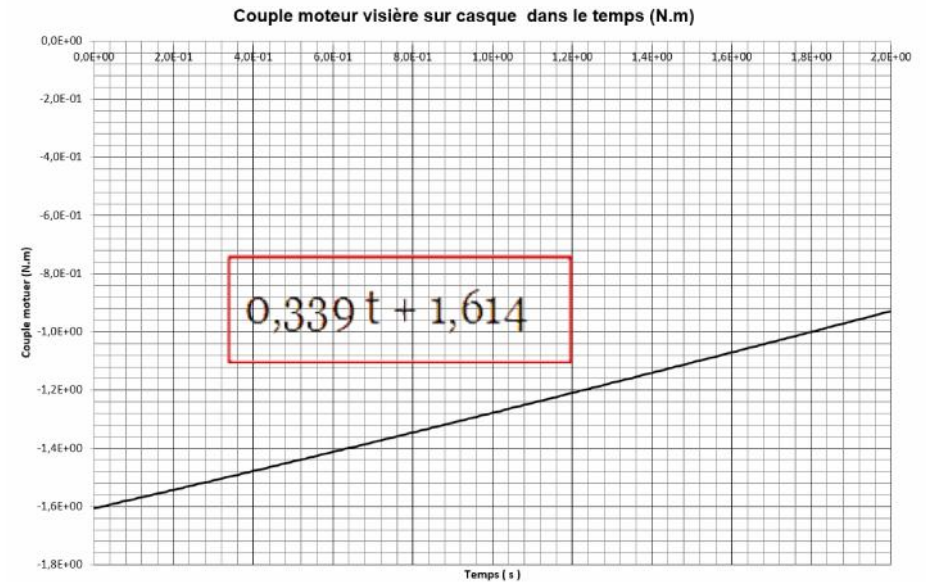 Couple moteur visière sur casque dans le temps (N.m)
0,0E+00
0,0E+00 2,0E-01 4,0E-01 6,0E-01 8,0E-01 1,0E+00 1,2E+00 1,4E+00 1,6E+00 1,8E+00 2,0E+00
-2,0E-01
-4,0E-01
-6,0E-01
-8,0E-01
-1,0E+00
-1,2E+00
-1,4E+00
-1,6E+00
-1,8E+00
Couple motuer (N.m)
0,339 t + 1,614
Temps ( s )